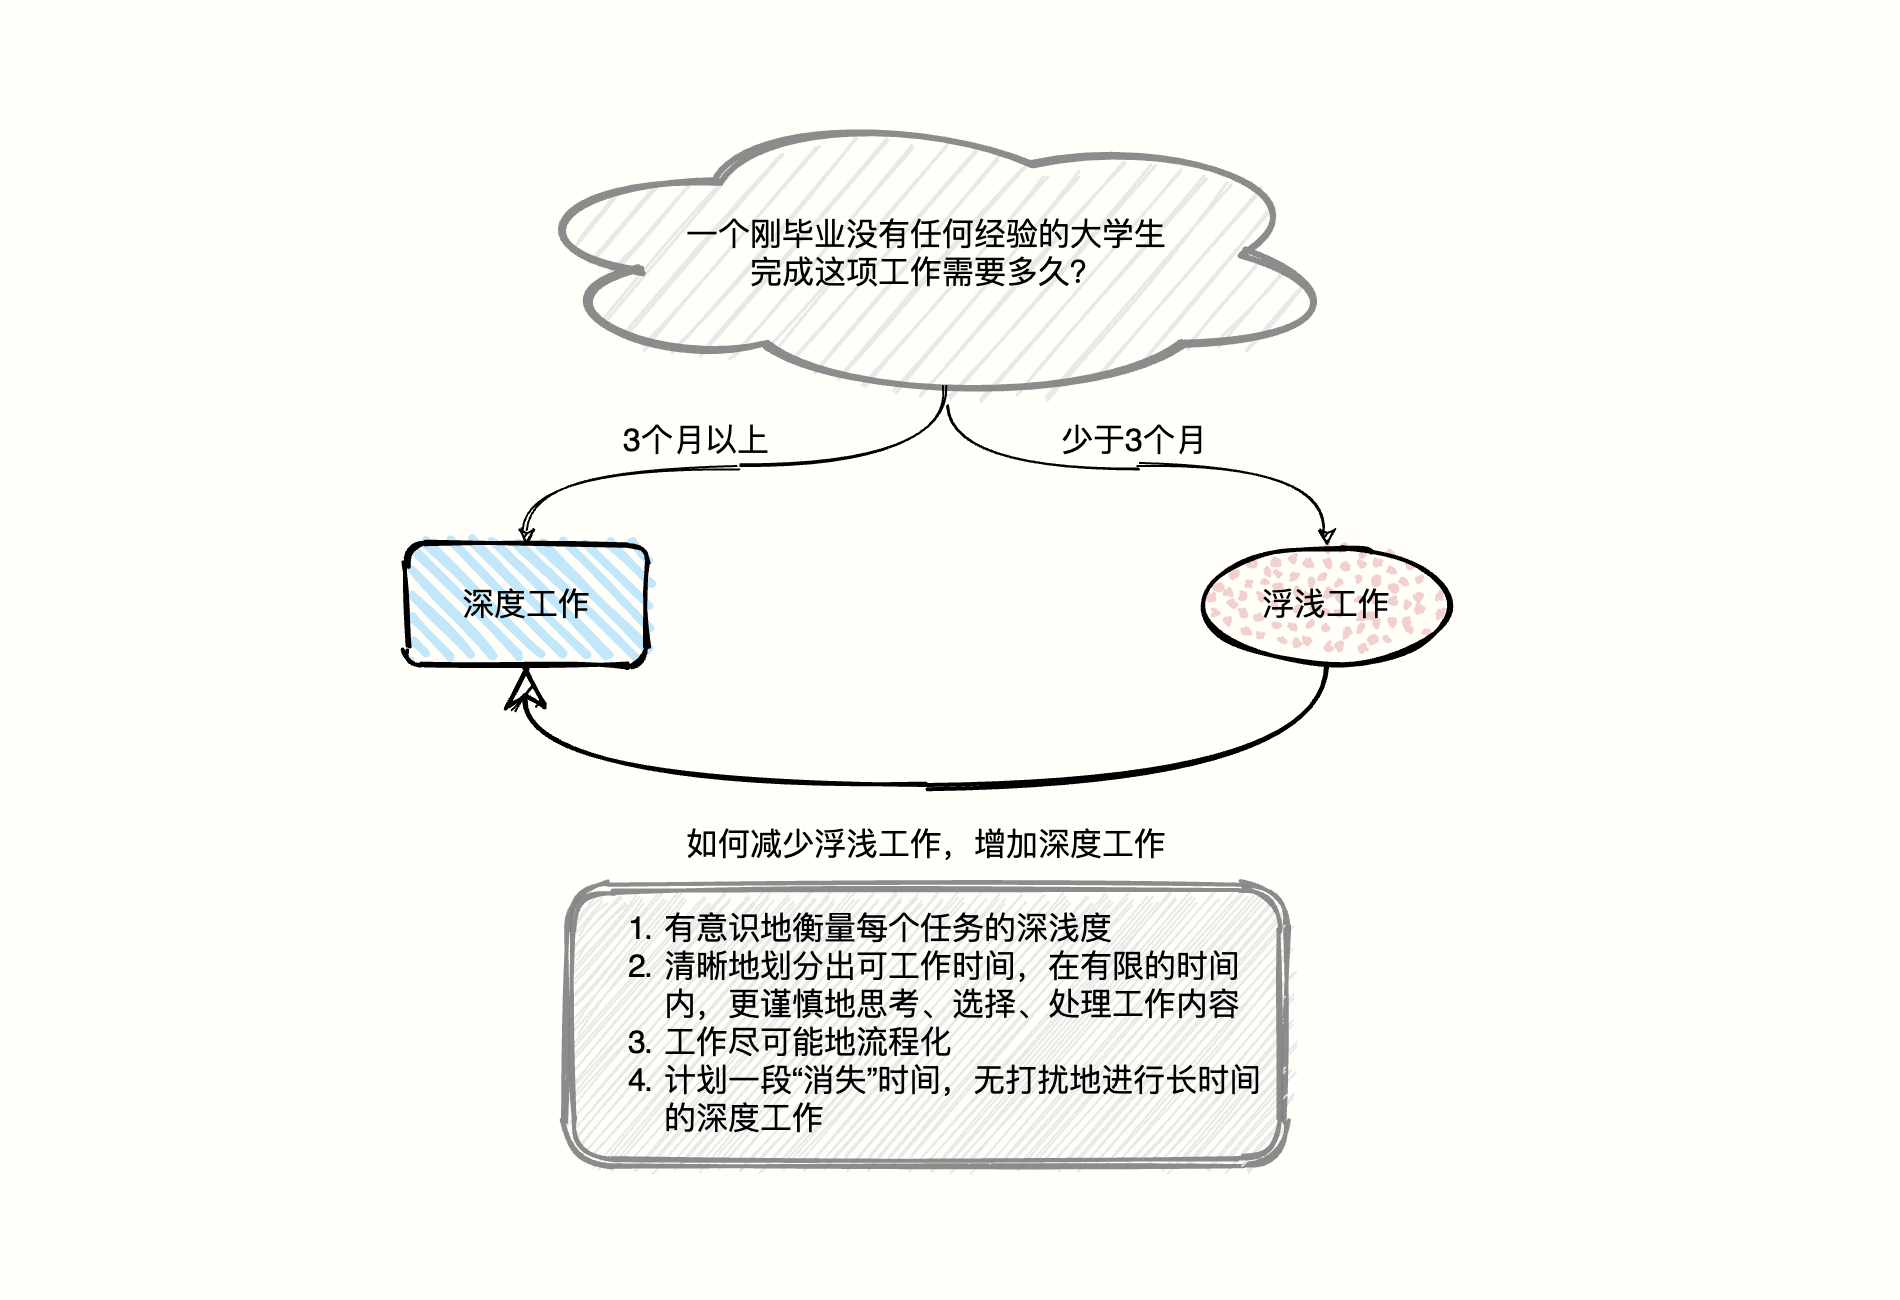 一个刚毕业没有任何经验的大学生
完成这项工作需要多久?
3个月以上
少于3个月
深度工作
浮浅工作
如何减少浮浅工作，增加深度工作
1. 有意识地衡量每个任务的深浅度
2. 清晰地划分出可工作时间，在有限的时间
内，更谨慎地思考、选择、处理工作内容
3. 工作尽可能地流程化
4. 计划一段“消失”时间，无打扰地进行长时间
的深度工作